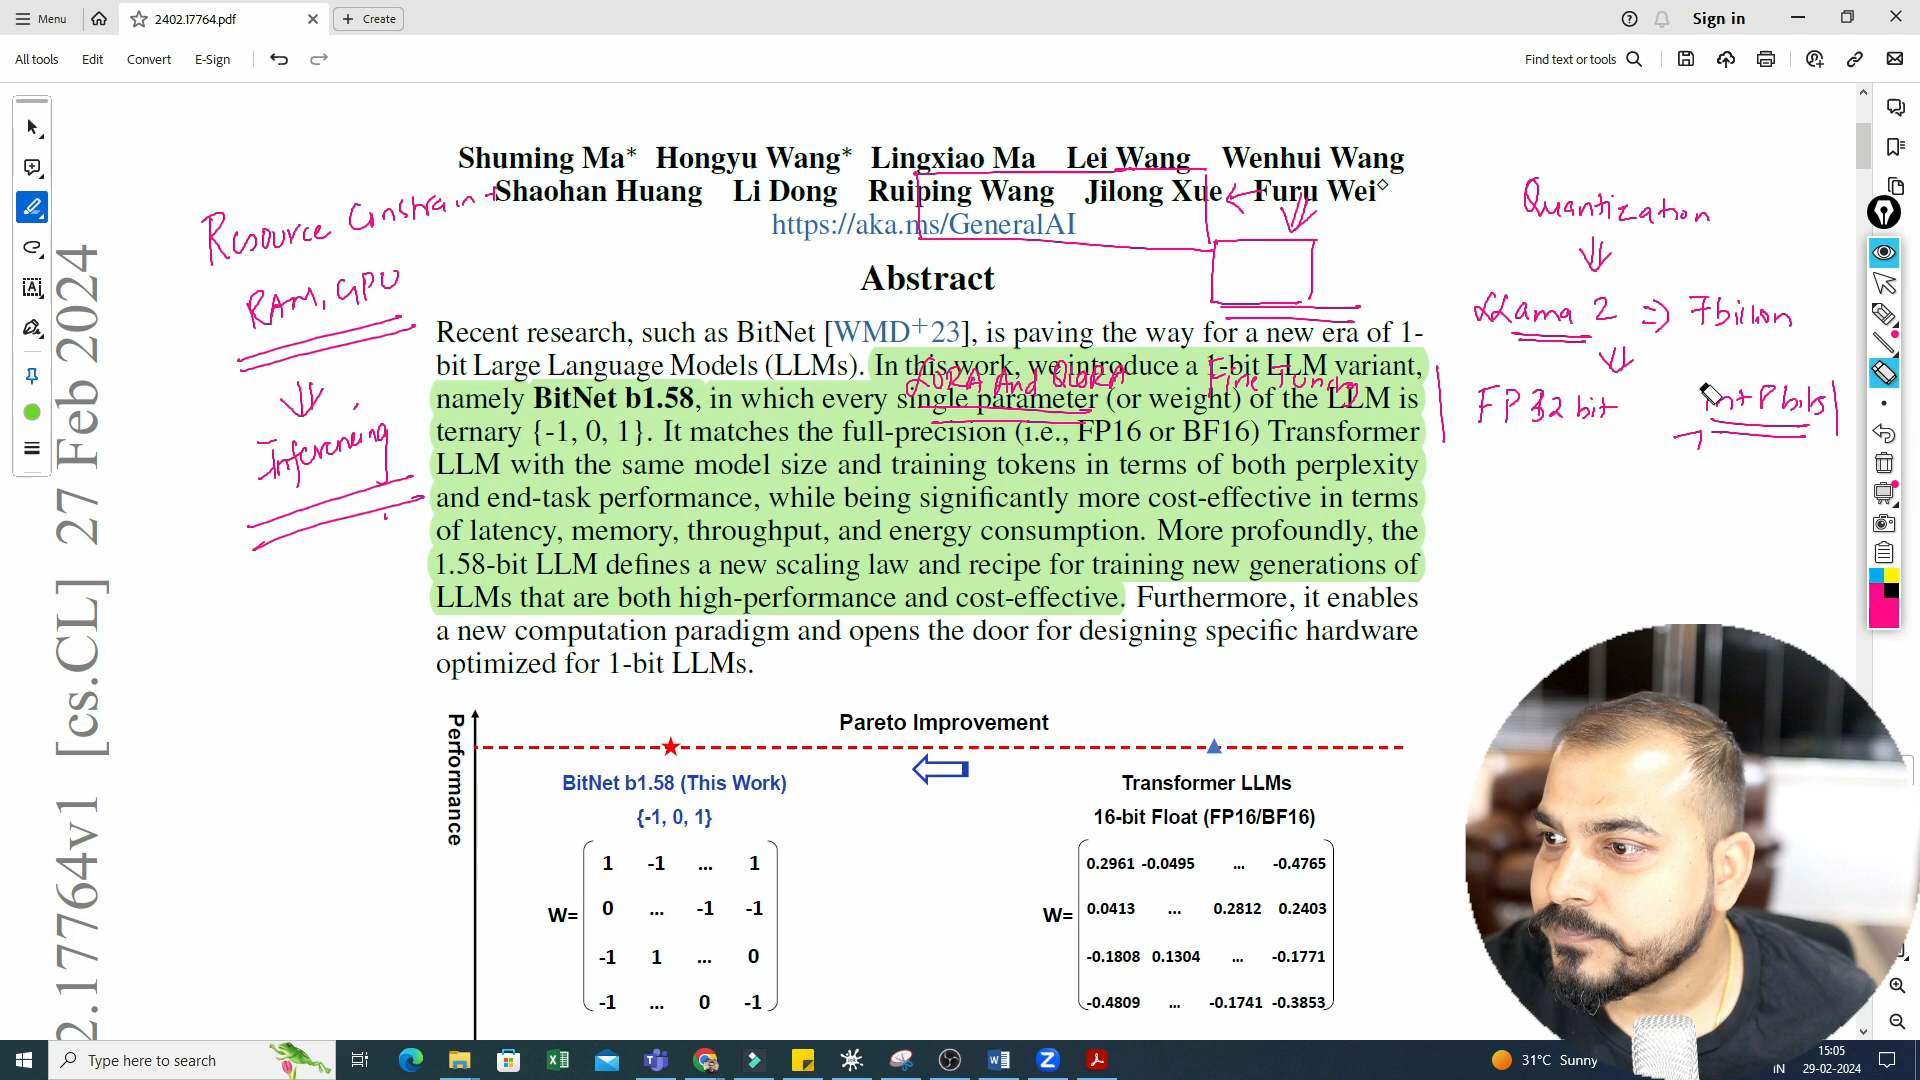 Menu
2402.17764.pdf
Create
Sign in
All tools Edit Convert E-Sign
Find text or tools
Shuming Ma* Hongyu Wang* Lingxiao Ma Lei Wang Wenhui Wang
Shaohan Huang Li Dong Ruiping Wang Jilong Xue Furu Wei◇
https://aka.ms/GeneralAI
Abstract
Recent research, such as BitNet [WMD+23], is paving the way for a new era of 1-
bit Large Language Models (LLMs). In this work, we introduce a 1-bit LLM variant,
namely BitNet b1.58, in which every single parameter (or weight) of the LLM is
ternary {-1, 0, 1}. It matches the full-precision (i.e., FP16 or BF16) Transformer
LLM with the same model size and training tokens in terms of both perplexity
and end-task performance, while being significantly more cost-effective in terms
of latency, memory, throughput, and energy consumption. More profoundly, the
1.58-bit LLM defines a new scaling law and recipe for training new generations of
LLMs that are both high-performance and cost-effective. Furthermore, it enables
a new computation paradigm and opens the door for designing specific hardware
optimized for 1-bit LLMs.
Resource Constraint
RAM, GPU
Inferencing
LORA And QLORA Fine Tuning
Quantization
LLama 2 => 7billion
FP 32 bit
2.17764v1 [cs.CL] 27 Feb 2024
Performance
Pareto Improvement
BitNet b1.58 (This Work)
{-1, 0, 1}
W=
1 -1 ... 1
0 ... -1 -1
-1 1 ... 0
-1 ... 0 -1
Transformer LLMs
16-bit Float (FP16/BF16)
W=
0.2961 -0.0495 ... -0.4765
0.0413 ... 0.2812 0.2403
-0.1808 0.1304 ... -0.1771
-0.4809 ... -0.1741 -0.3853
Type here to search
31°C Sunny
IN
15:05
29-02-2024